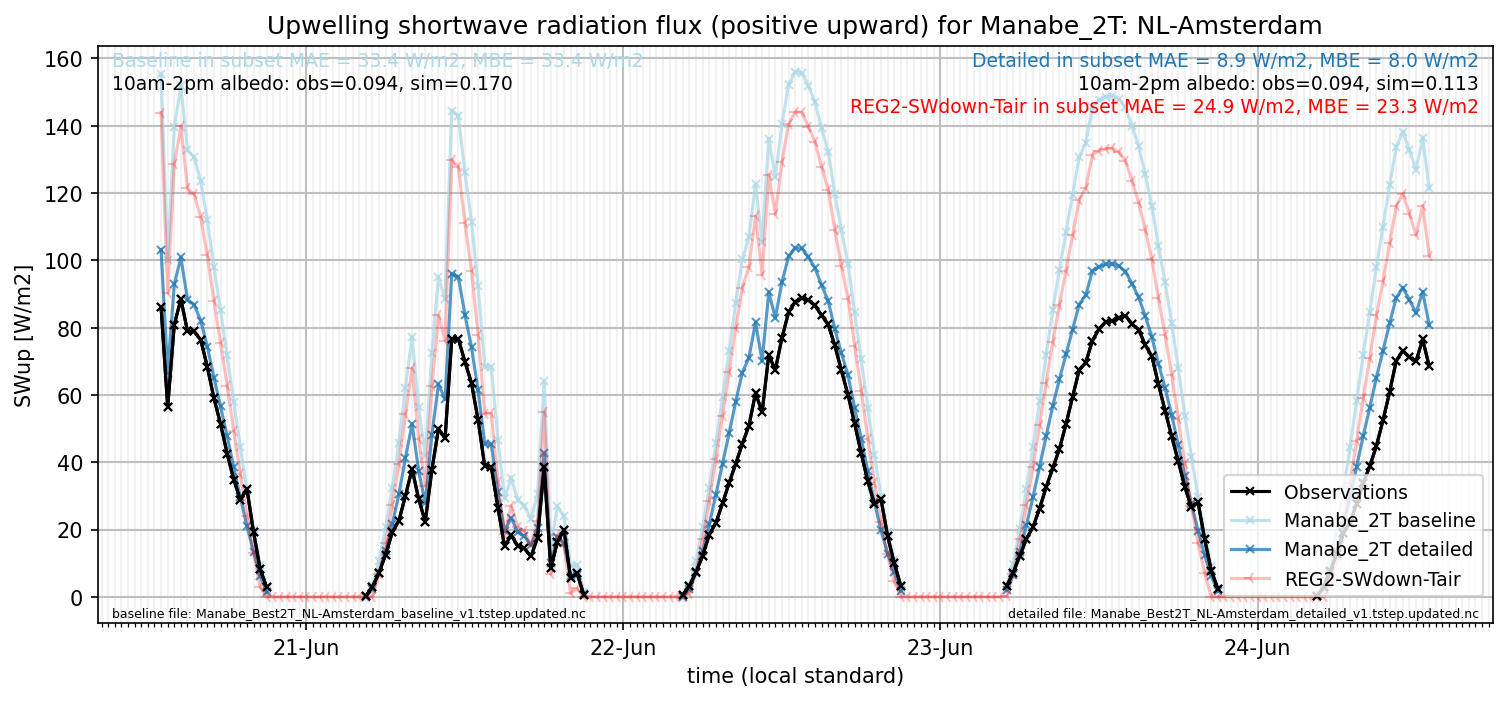 Upwelling shortwave radiation flux (positive upward) for Manabe_2T: NL-Amsterdam
Baseline in subset MAE = 33.4 W/m2, MBE = 33.4 W/m2
10am-2pm albedo: obs=0.094, sim=0.170
Detailed in subset MAE = 8.9 W/m2, MBE = 8.0 W/m2
10am-2pm albedo: obs=0.094, sim=0.113
REG2-SWdown-Tair in subset MAE = 24.9 W/m2, MBE = 23.3 W/m2
SWup [W/m2]
160
140
120
100
80
60
40
20
0
Observations
Manabe_2T baseline
Manabe_2T detailed
REG2-SWdown-Tair
baseline file: Manabe_Best2T_NL-Amsterdam_baseline_v1.tstep.updated.nc
detailed file: Manabe_Best2T_NL-Amsterdam_detailed_v1.tstep.updated.nc
21-Jun
22-Jun
23-Jun
24-Jun
time (local standard)